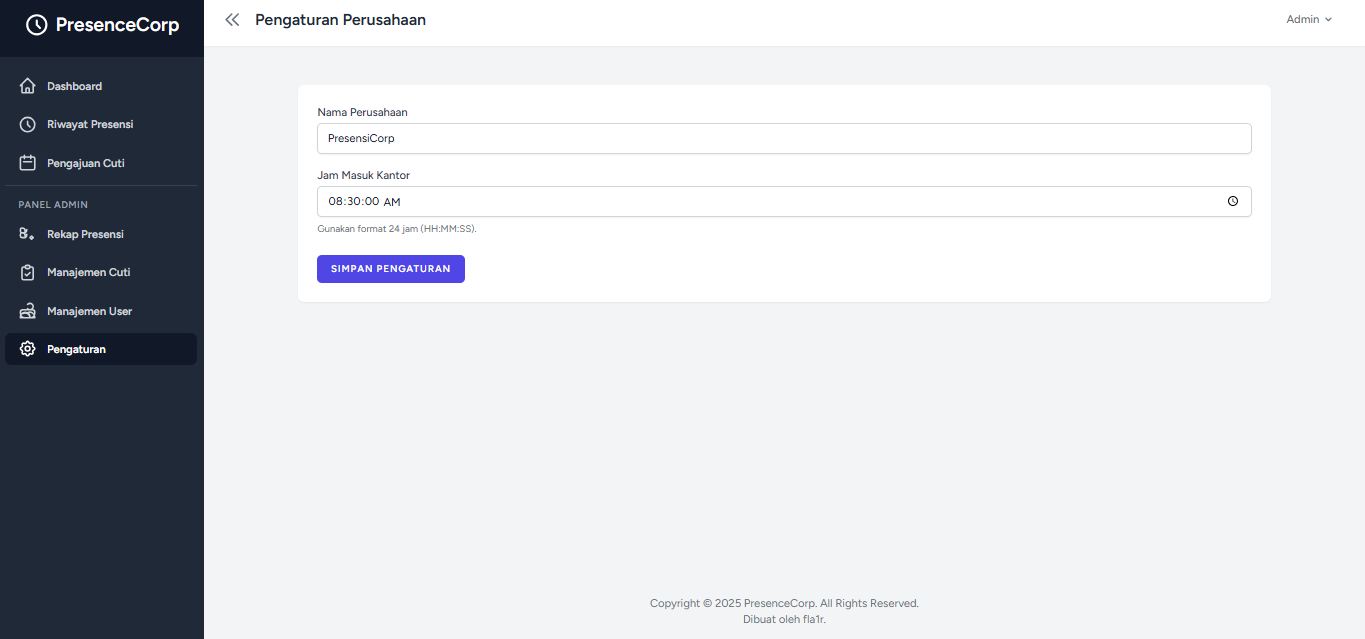 PresenceCorp
Pengaturan Perusahaan
Admin
Dashboard
Riwayat Presensi
Pengajuan Cuti
PANEL ADMIN
Rekap Presensi
Manajemen Cuti
Manajemen User
Pengaturan
Nama Perusahaan
PresensiCorp
Jam Masuk Kantor
08:30:00 AM
Gunakan format 24 jam (HH:MM:SS).
SIMPAN PENGATURAN
Copyright © 2025 PresenceCorp. All Rights Reserved.
Dibuat oleh fla1r.